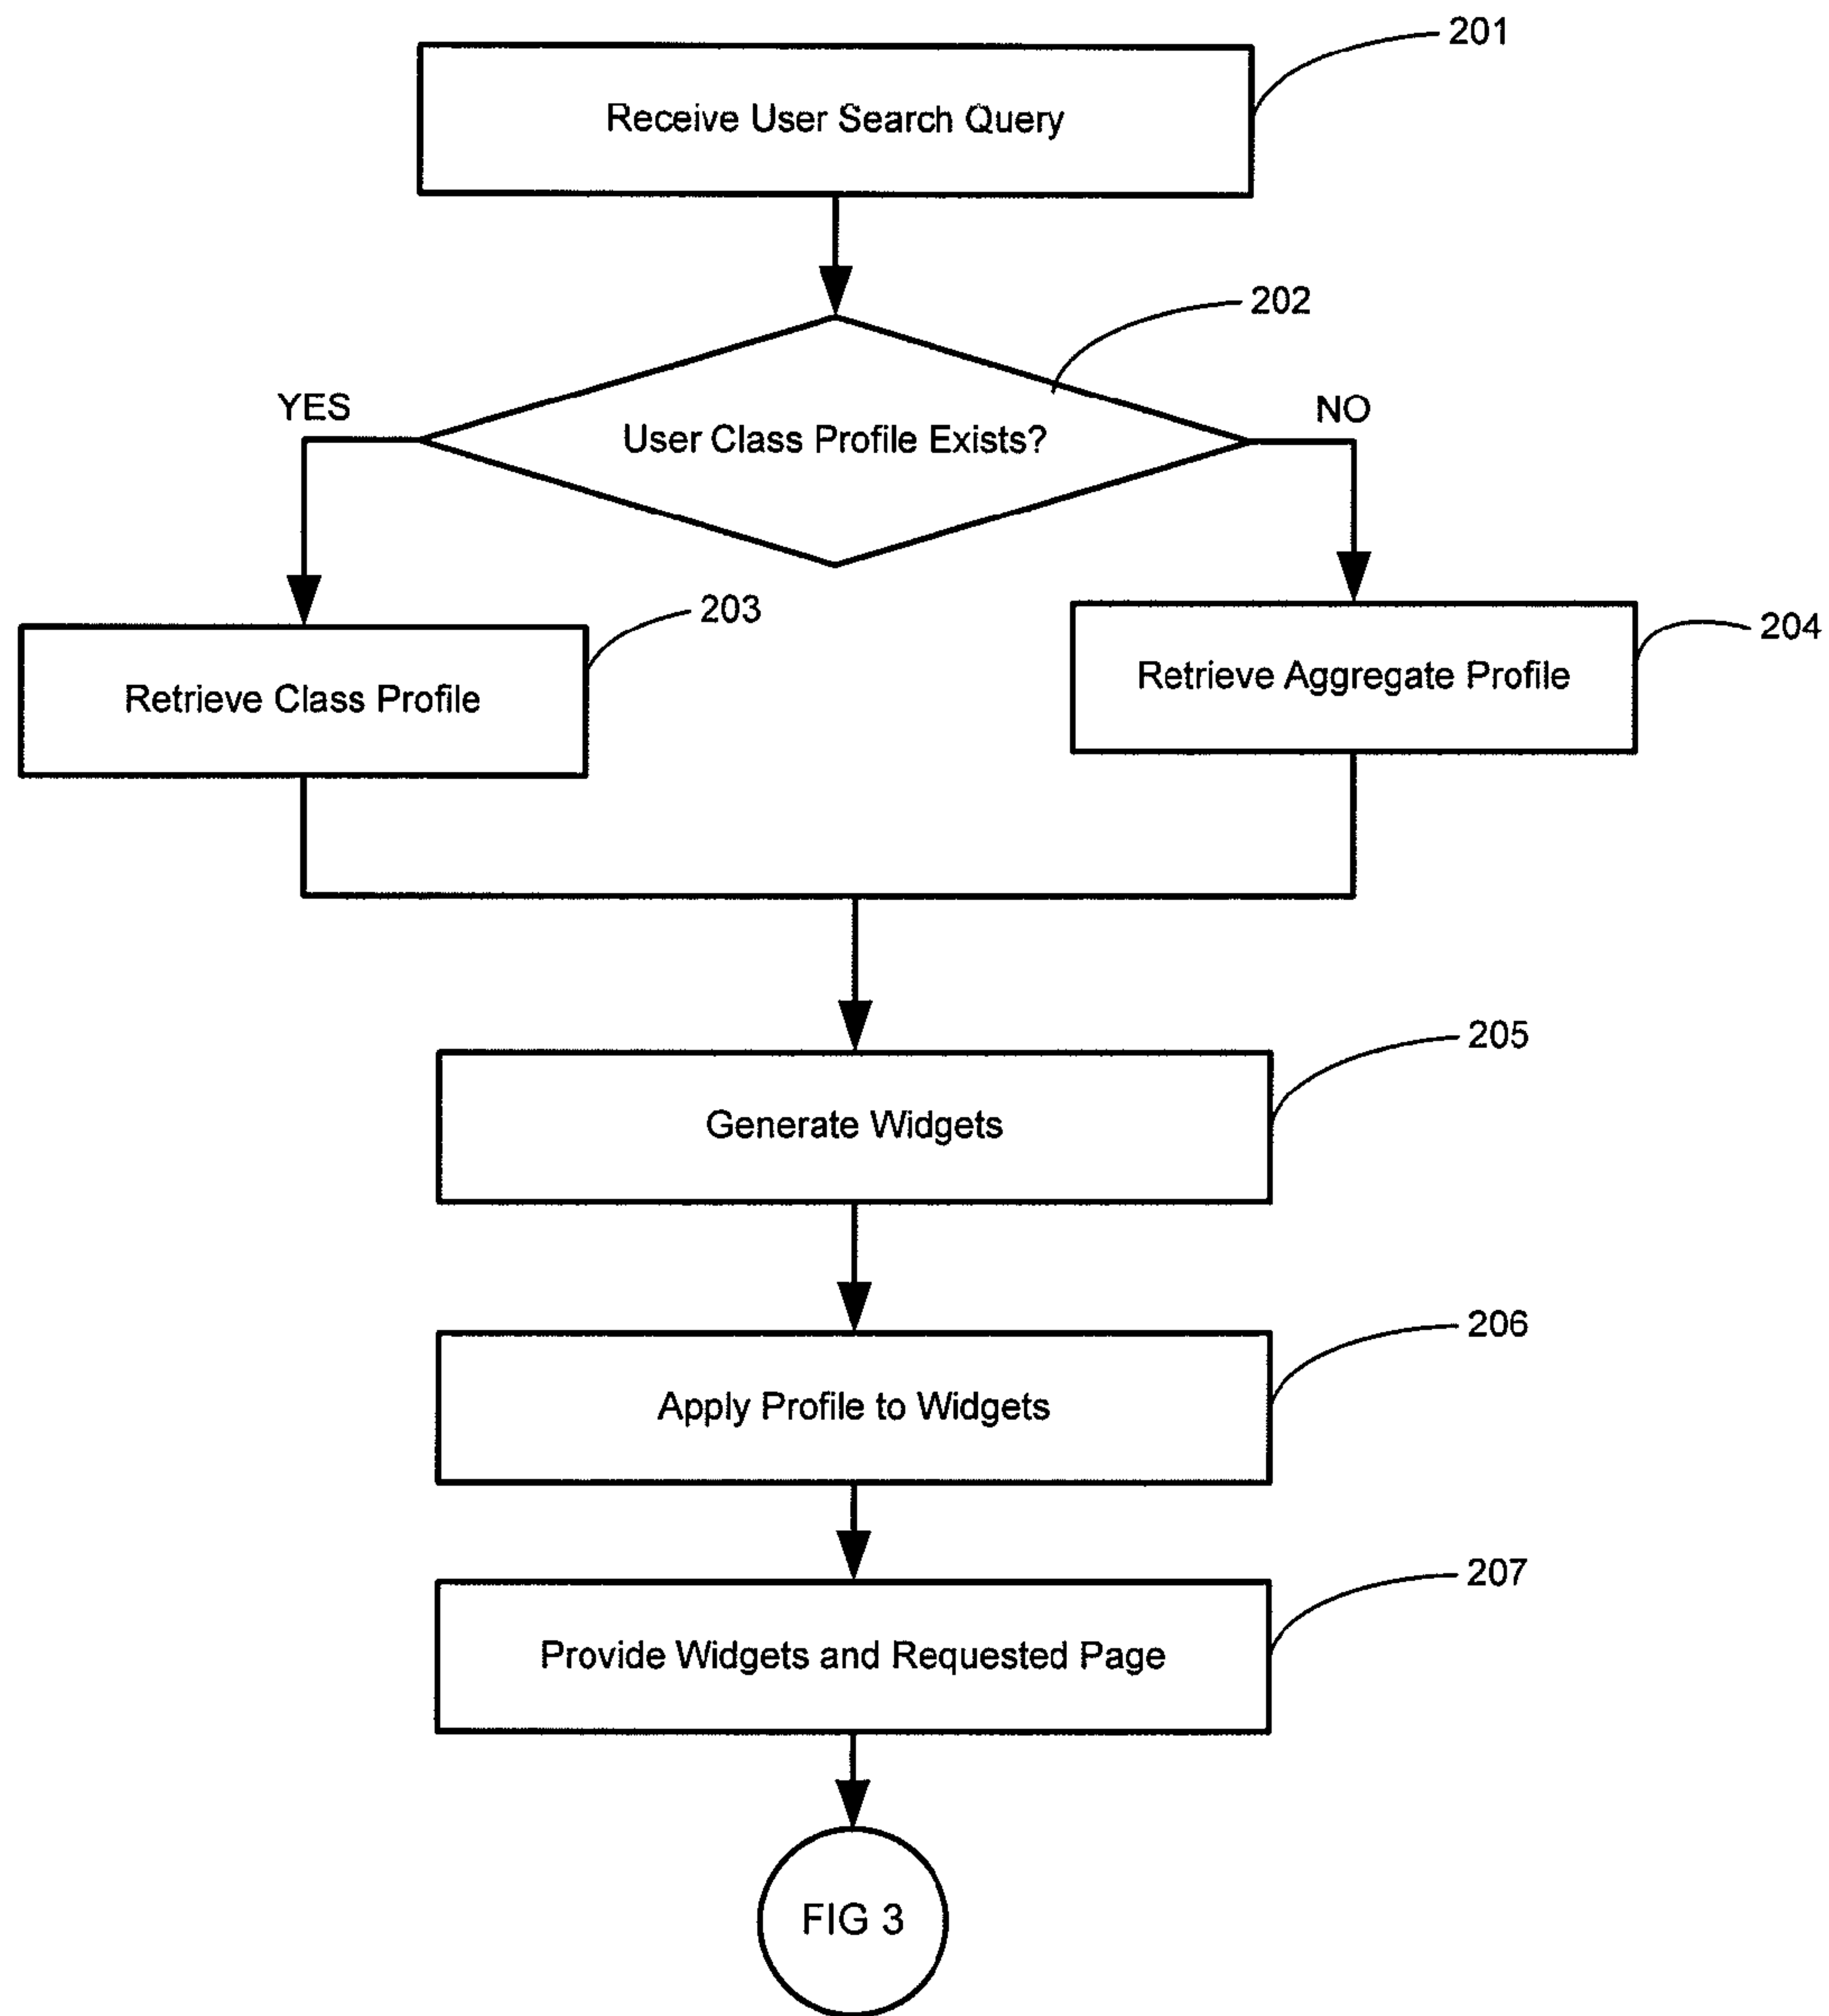 201
Receive User Search Query
202
YES
NO
User Class Profile Exists?
203
204
Retrieve Class Profile
Retrieve Aggregate Profile
205
Generate Widgets
206
Apply Profile to Widgets
207
Provide Widgets and Requested Page
FIG 3